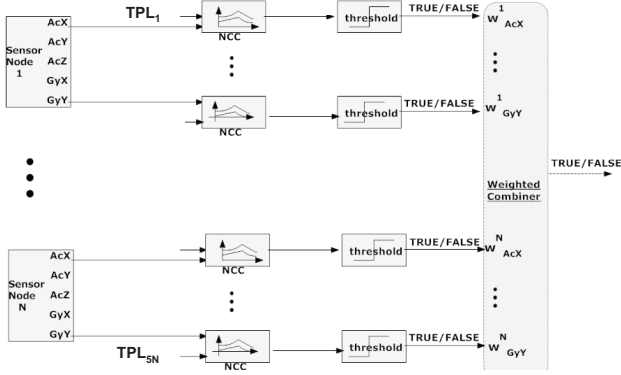 TPL1
TRUE/FALSE
AcX
AcY
AcZ
GyX
GyY
Sensor
Node
1
NCC
threshold
w 1 AcX
NCC
threshold
TRUE/FALSE
w 1 GyY
TRUE/FALSE
Weighted
Combiner
AcX
AcY
AcZ
GyX
GyY
Sensor
Node
N
NCC
threshold
TRUE/FALSE
w N AcX
TPL5N
NCC
threshold
TRUE/FALSE
w N GyY